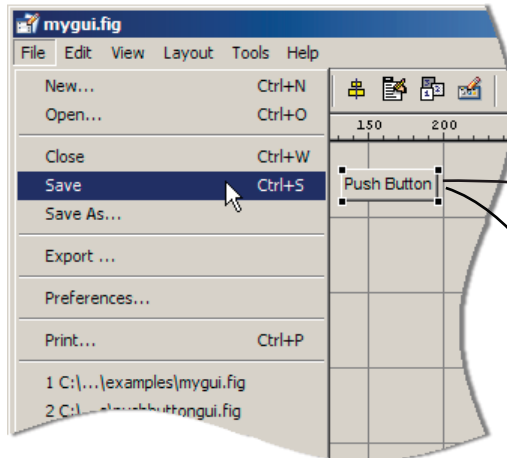 mygui.fig
File Edit View Layout Tools Help
New... Ctrl+N
Open... Ctrl+O
Close Ctrl+W
Save Ctrl+S
Save As...
Export ...
Preferences...
Print... Ctrl+P
1 C:\...\examples\mygui.fig
2 C:\...
150 200
Push Button